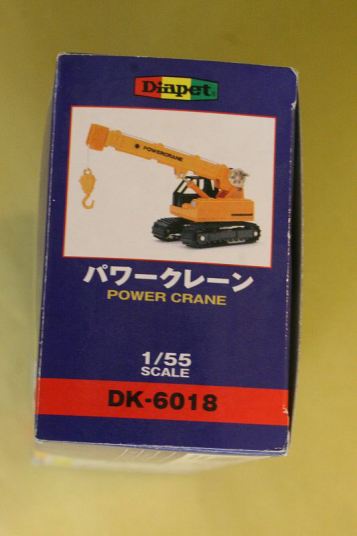 Diapet
POWERCRANE
パワークレーン
POWER CRANE
1/55
SCALE
DK-6018